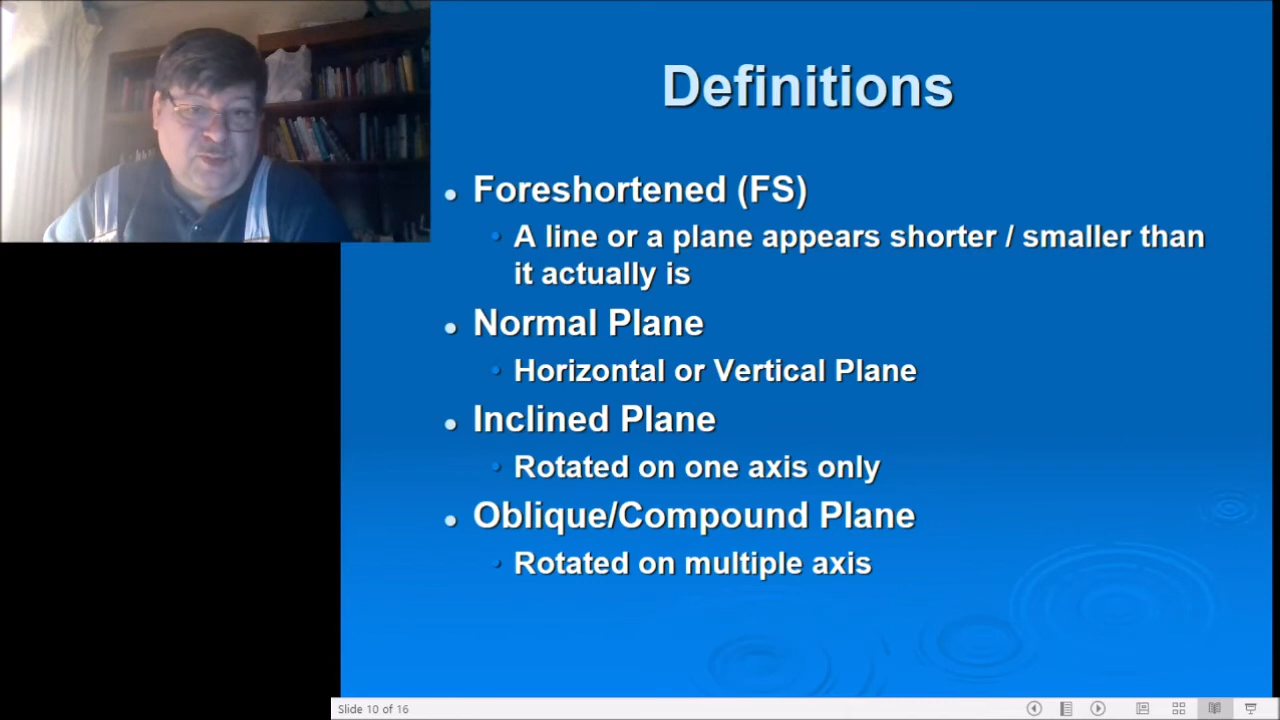 Definitions
Foreshortened (FS)
A line or a plane appears shorter / smaller than
it actually is
Normal Plane
Horizontal or Vertical Plane
Inclined Plane
Rotated on one axis only
Oblique/Compound Plane
Rotated on multiple axis
Slide 10 of 16